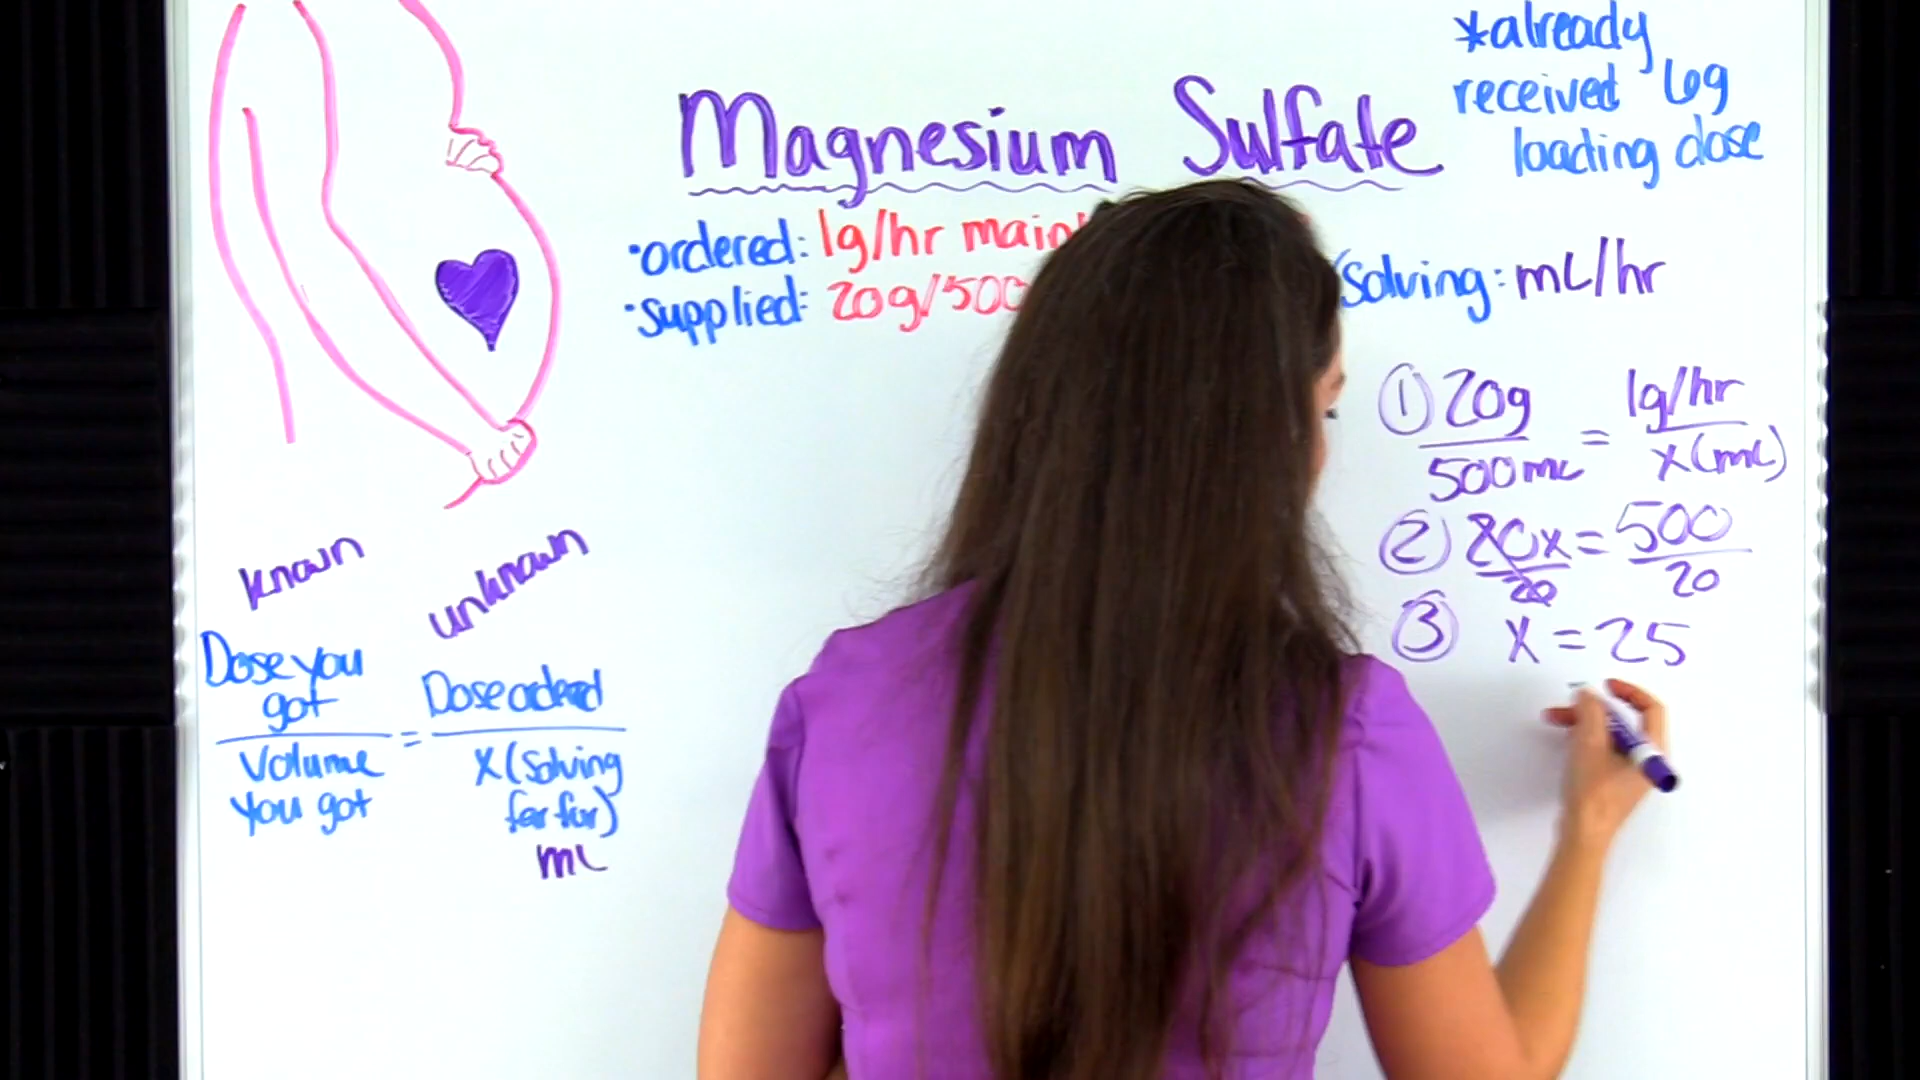 *already
received 6g
loading dose
Magnesium Sulfate
•ordered: 1g/hr
•supplied: 20g/500
Solving: mL/hr
① 20g = 1g/hr
500mL x(mL)
② 20x = 500
20 20
③ x = 25
known unknown
Dose you
got = Dose ordered
Volume x (solving
you got for for)
mL